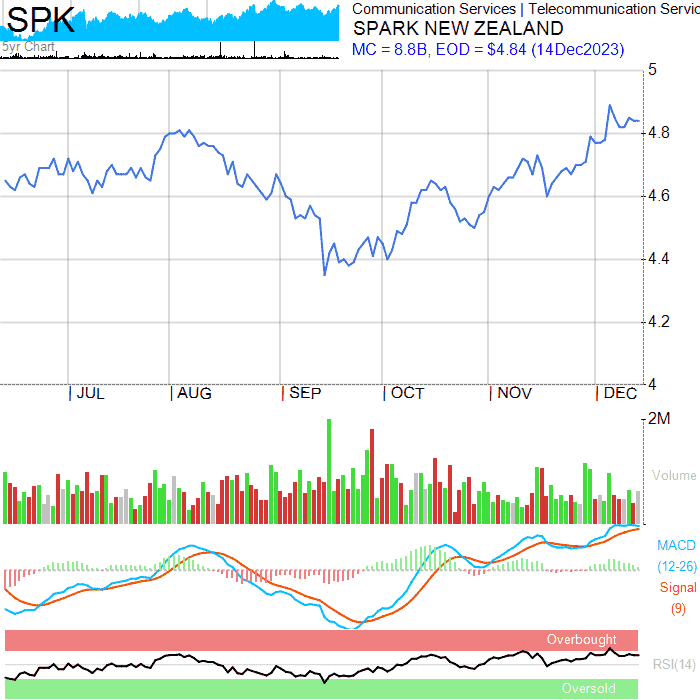 SPK
5yr Chart
Communication Services | Telecommunication Servic
SPARK NEW ZEALAND
MC = 8.8B, EOD = $4.84 (14Dec2023)
5
4.8
4.6
4.4
4.2
4
JUL AUG SEP OCT NOV DEC
2M
Volume
MACD
(12-26)
Signal
(9)
Overbought
RSI(14)
Oversold